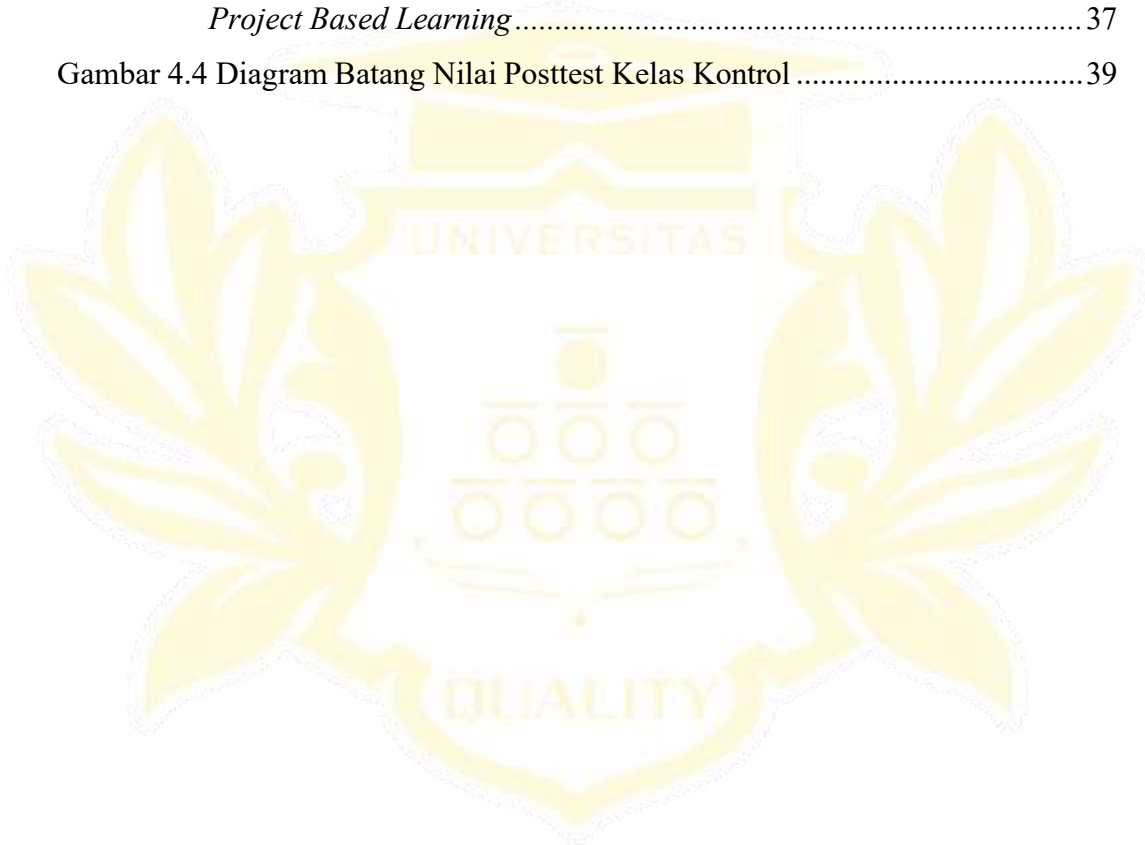 Project Based Learning.......................................................................... 37
Gambar 4.4 Diagram Batang Nilai Posttest Kelas Kontrol ................................... 39
UNIVERSITAS
QUALITY